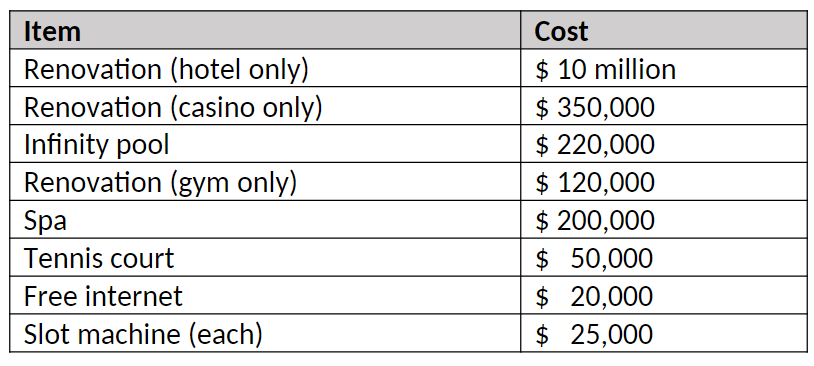 Item Cost
Renovation (hotel only) $ 10 million
Renovation (casino only) $ 350,000
Infinity pool $ 220,000
Renovation (gym only) $ 120,000
Spa $ 200,000
Tennis court $ 50,000
Free internet $ 20,000
Slot machine (each) $ 25,000